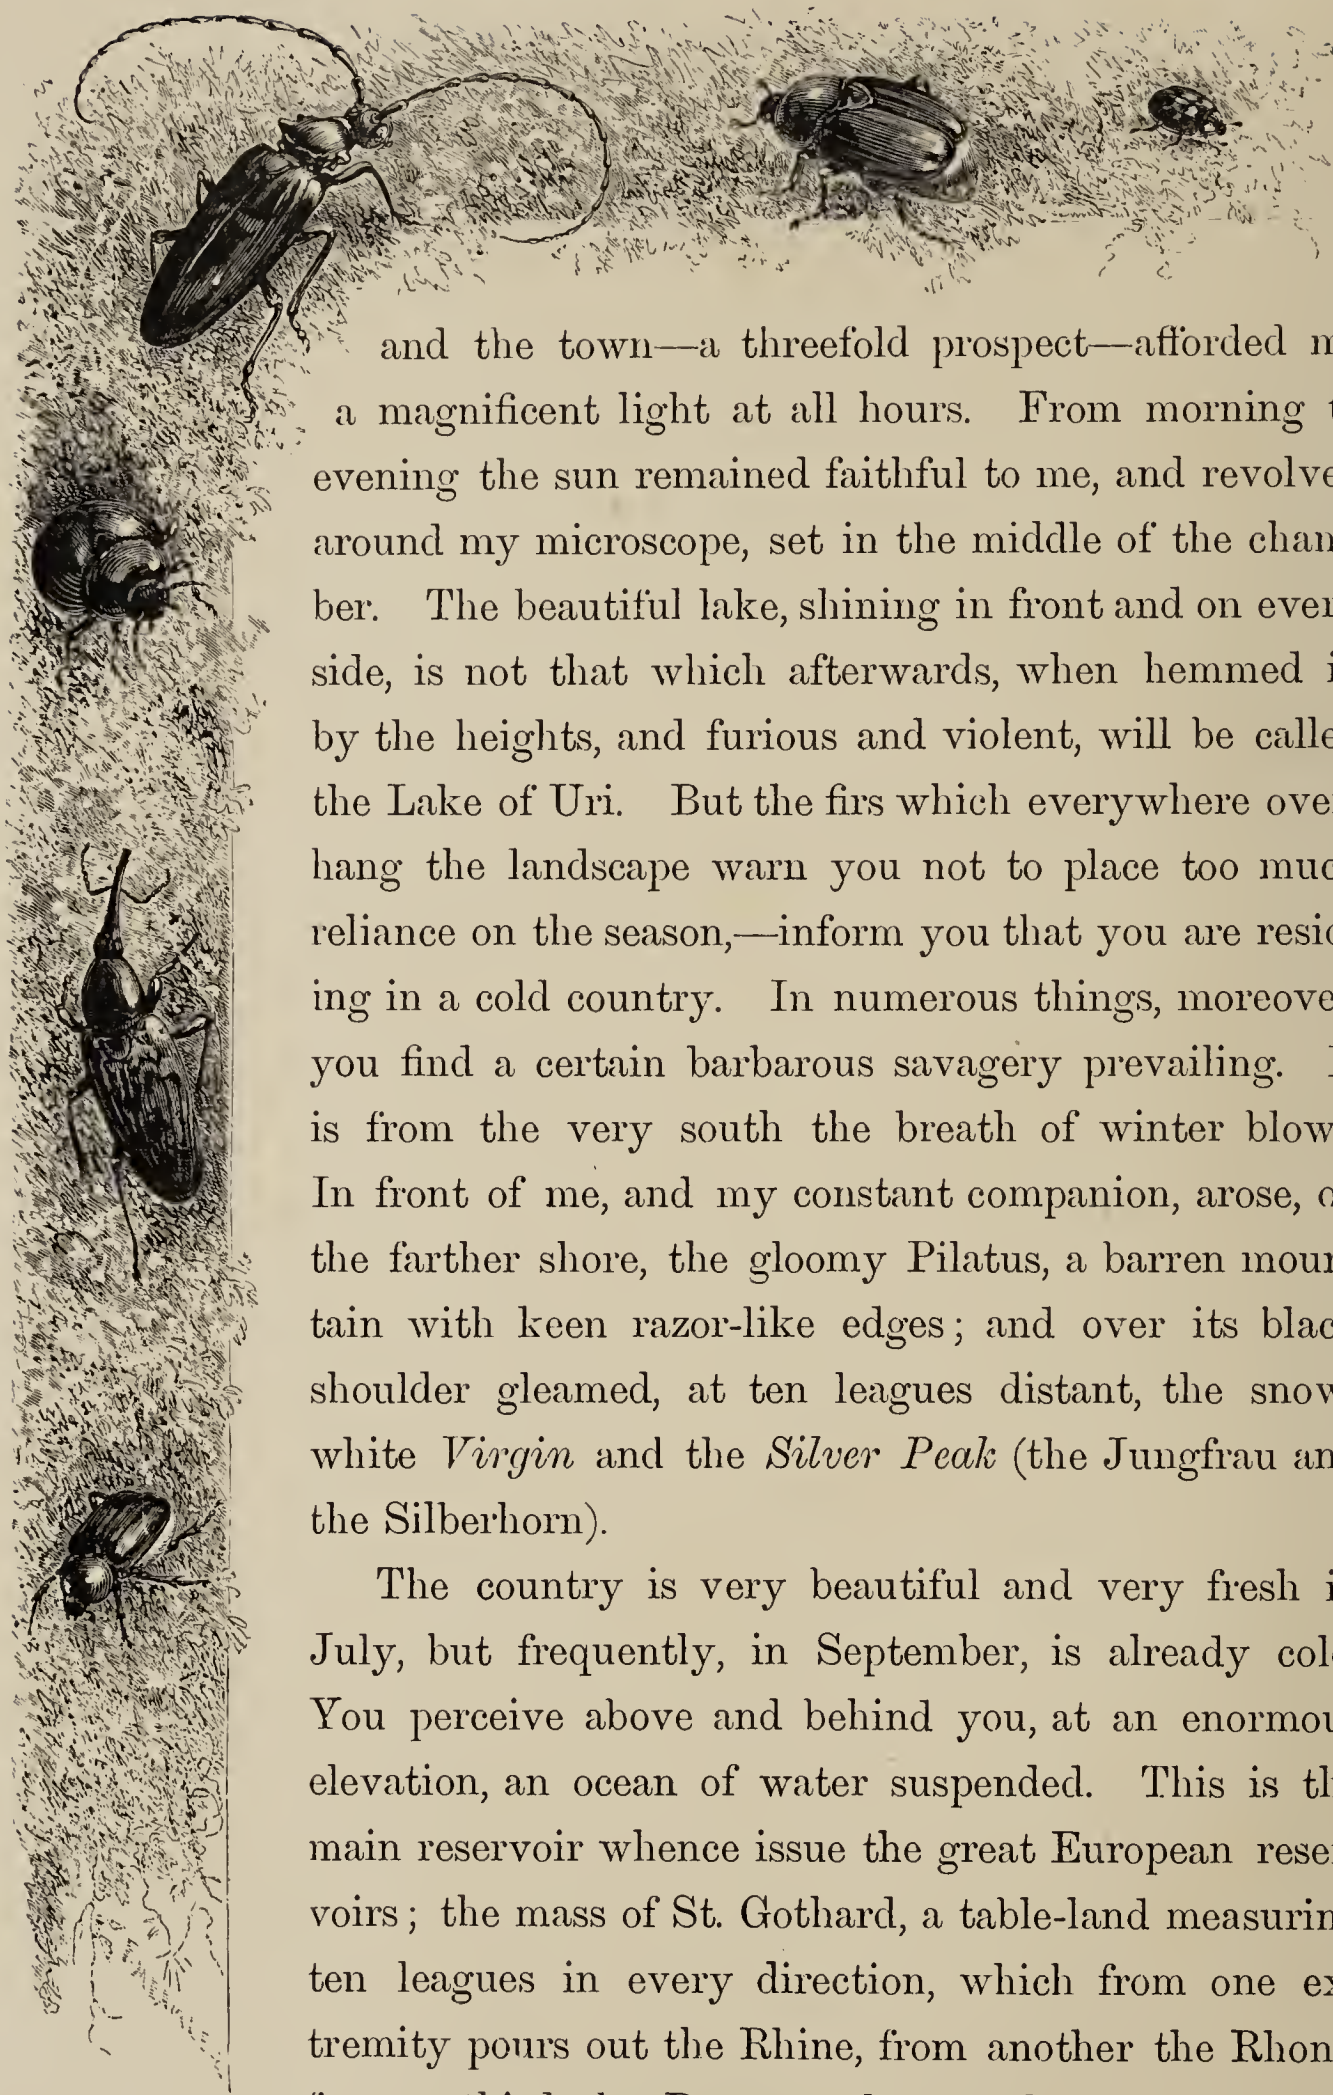 and the town—a threefold prospect—afforded
a magnificent light at all hours. From morning
evening the sun remained faithful to me, and revolve
around my microscope, set in the middle of the cham
ber. The beautiful lake, shining in front and on ever
side, is not that which afterwards, when hemmed
by the heights, and furious and violent, will be calle
the Lake of Uri. But the firs which everywhere over
hang the landscape warn you not to place too muc
reliance on the season,—inform you that you are resid
ing in a cold country. In numerous things, moreove
you find a certain barbarous savagery prevailing.
is from the very south the breath of winter blow
In front of me, and my constant companion, arose,
the farther shore, the gloomy Pilatus, a barren moun
tain with keen razor-like edges; and over its blac
shoulder gleamed, at ten leagues distant, the snow
white Virgin and the Silver Peak (the Jungfrau an
the Silberhorn).
The country is very beautiful and very fresh
July, but frequently, in September, is already col
You perceive above and behind you, at an enormou
elevation, an ocean of water suspended. This is th
main reservoir whence issue the great European reser
voirs; the mass of St. Gothard, a table-land measurin
ten leagues in every direction, which from one ex
tremity pours out the Rhine, from another the Rhon